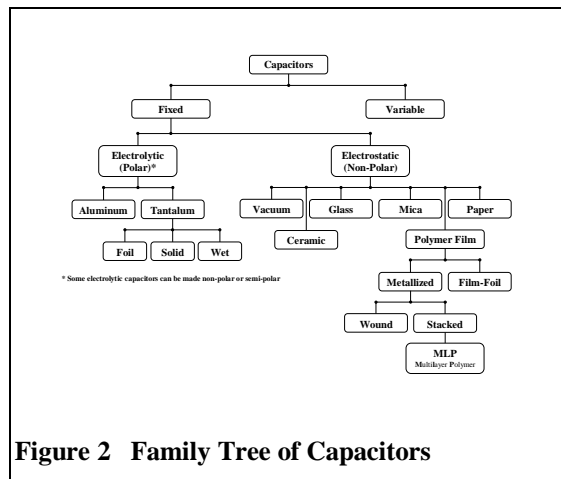 Capacitors
Fixed
Variable
Electrolytic
(Polar)*
Electrostatic
(Non-Polar)
Aluminum
Tantalum
Vacuum
Glass
Mica
Paper
Ceramic
Polymer Film
Foil
Solid
Wet
* Some electrolytic capacitors can be made non-polar or semi-polar
Metallized
Film-Foil
Wound
Stacked
MLP
Multilayer Polymer
Figure 2 Family Tree of Capacitors